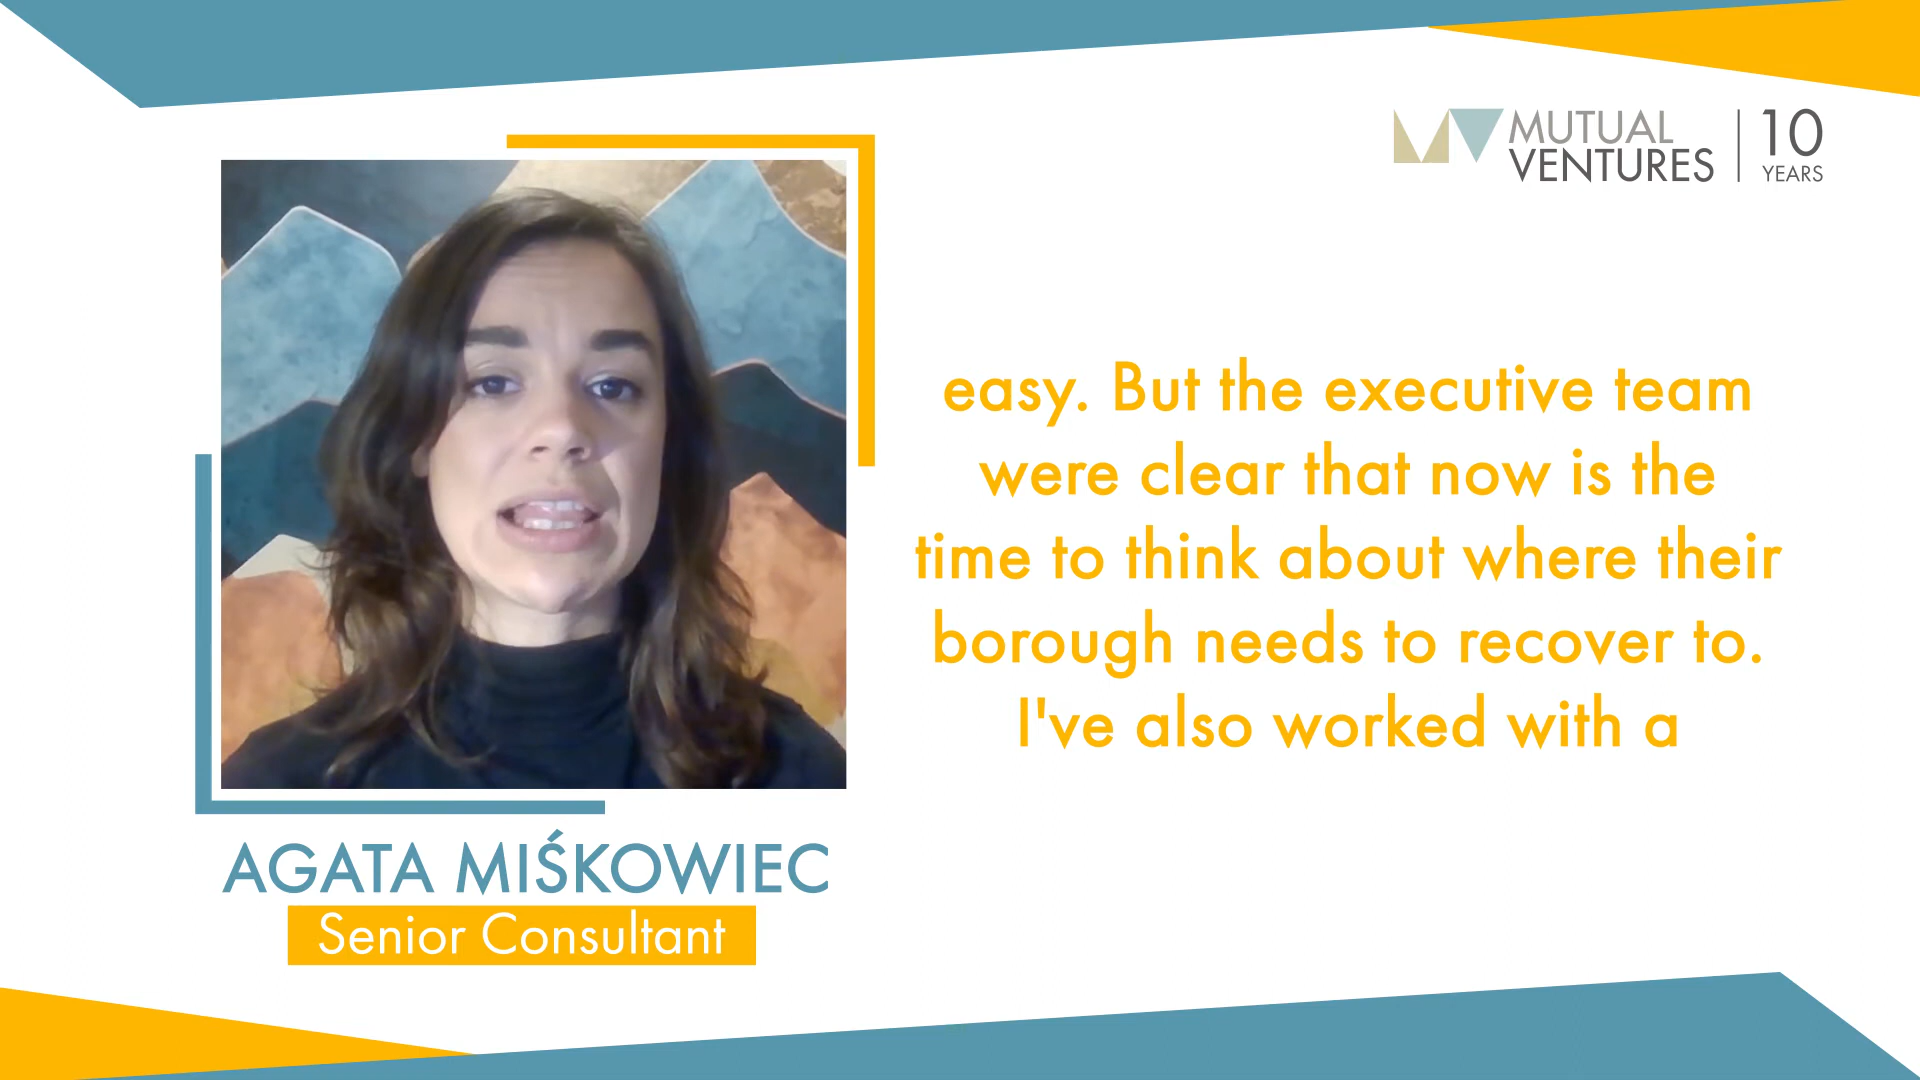 MUTUAL
VENTURES
10
YEARS
easy. But the executive team
were clear that now is the
time to think about where their
borough needs to recover to.
I've also worked with a
AGATA MIŚKOWIEC
Senior Consultant